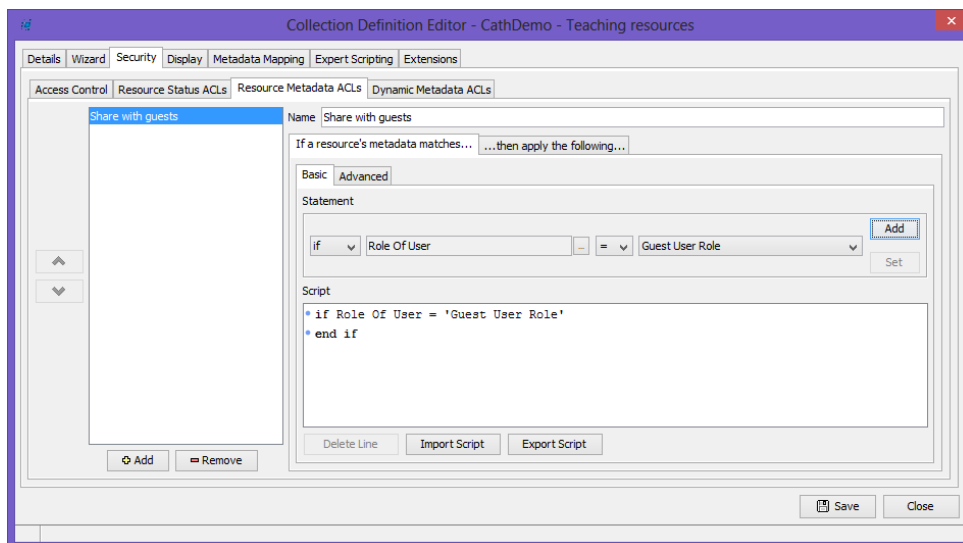 Collection Definition Editor - CathDemo - Teaching resources
Details Wizard Security Display Metadata Mapping Expert Scripting Extensions
Access Control Resource Status ACLs Resource Metadata ACLs Dynamic Metadata ACLs
Share with guests
Name Share with guests
If a resource's metadata matches... ...then apply the following...
Basic Advanced
Statement
if Role Of User ... = Guest User Role
Add
Set
Script
if Role Of User = 'Guest User Role'
end if
Delete Line Import Script Export Script
Add Remove
Save Close